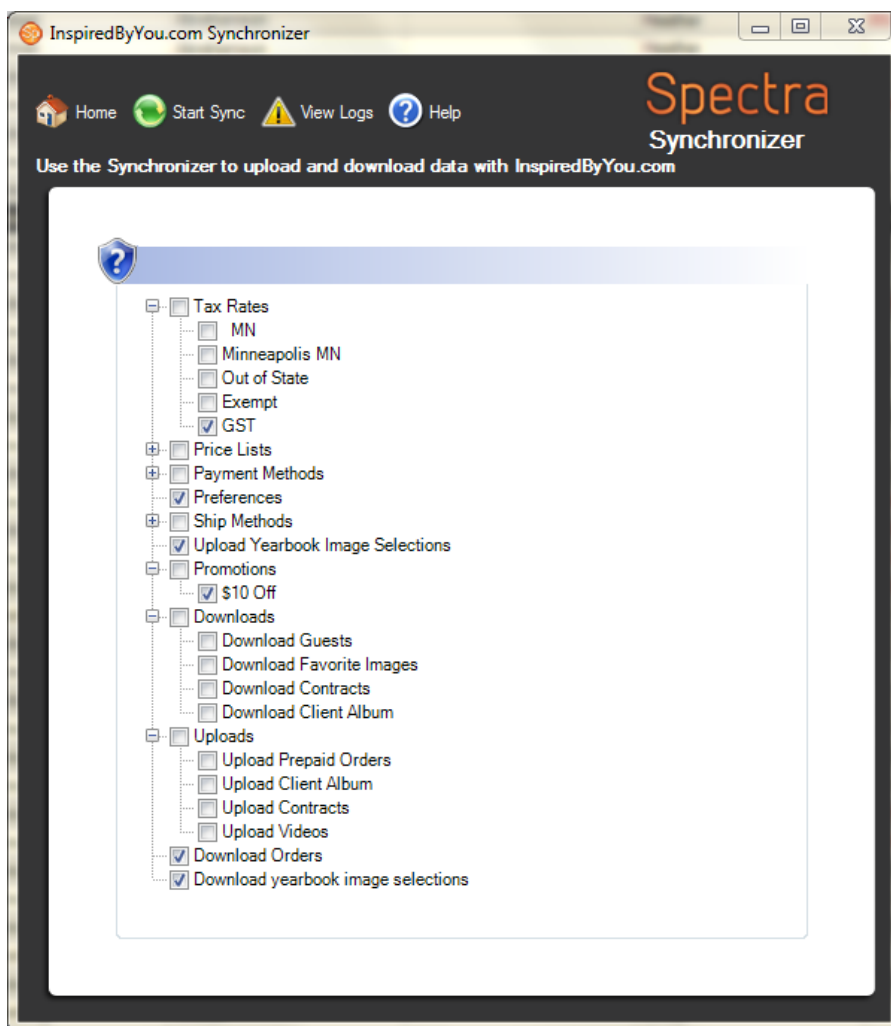 InspiredByYou.com Synchronizer
Home Start Sync View Logs Help
Spectra
Synchronizer
Use the Synchronizer to upload and download data with InspiredByYou.com
Tax Rates
MN
Minneapolis MN
Out of State
Exempt
GST
Price Lists
Payment Methods
Preferences
Ship Methods
Upload Yearbook Image Selections
Promotions
$10 Off
Downloads
Download Guests
Download Favorite Images
Download Contracts
Download Client Album
Uploads
Upload Prepaid Orders
Upload Client Album
Upload Contracts
Upload Videos
Download Orders
Download yearbook image selections